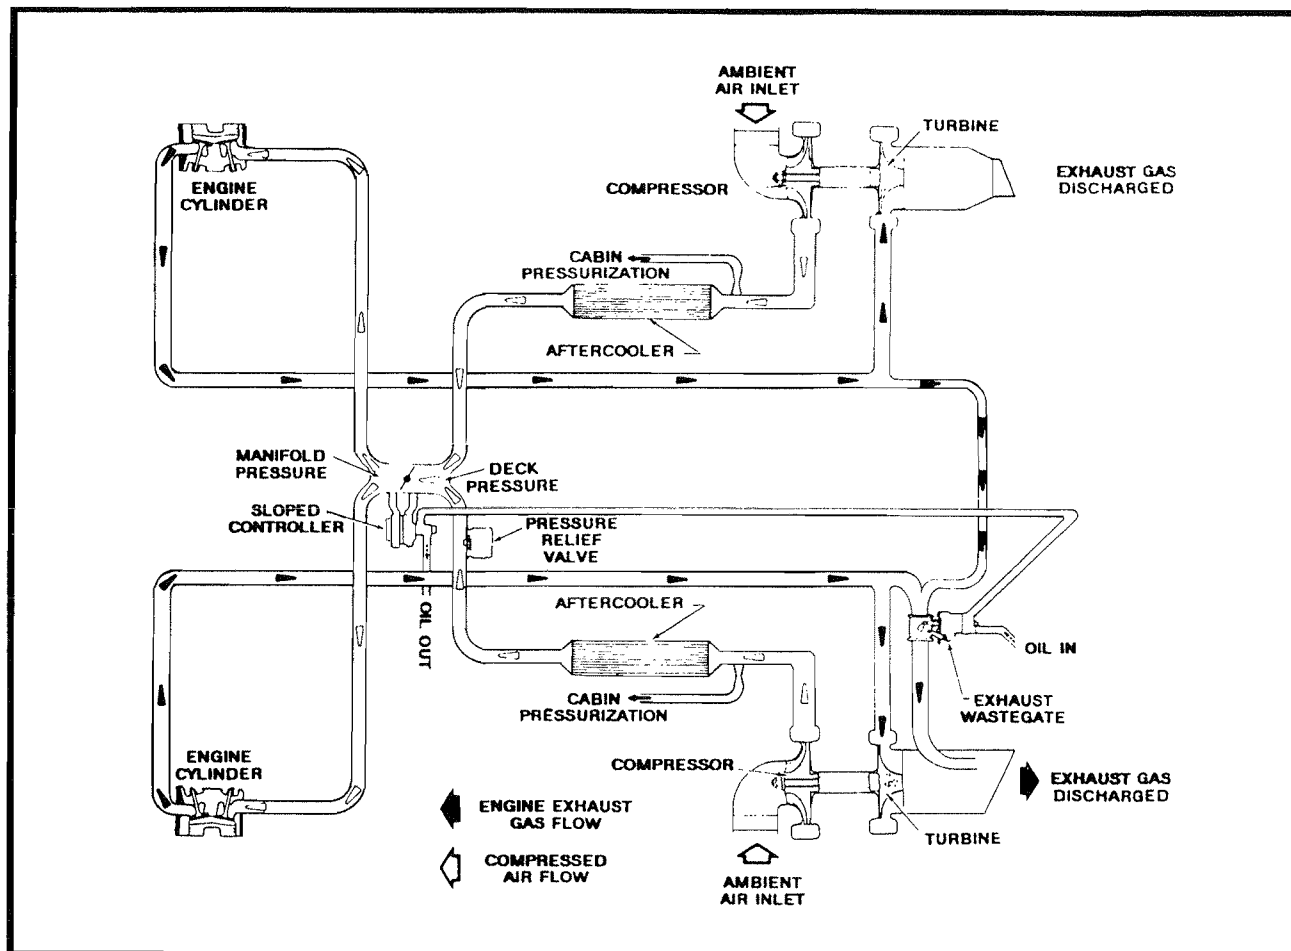 AMBIENT
AIR INLET
TURBINE
EXHAUST GAS
DISCHARGED
COMPRESSOR
ENGINE
CYLINDER
CABIN
PRESSURIZATION
AFTERCOOLER
MANIFOLD
PRESSURE
DECK
PRESSURE
SLOPED
CONTROLLER
PRESSURE
RELIEF
VALVE
AFTERCOOLER
OIL OUT
OIL IN
CABIN
PRESSURIZATION
EXHAUST
WASTEGATE
ENGINE
CYLINDER
COMPRESSOR
EXHAUST GAS
DISCHARGED
ENGINE EXHAUST
GAS FLOW
TURBINE
COMPRESSED
AIR FLOW
AMBIENT
AIR INLET